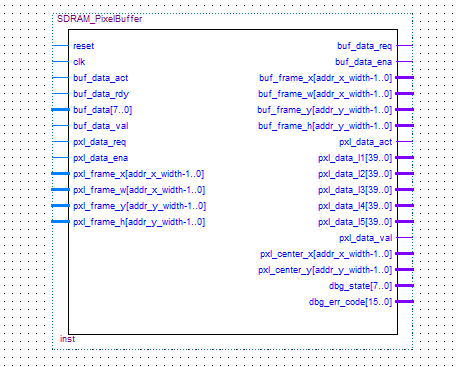 SDRAM_PixelBuffer
reset buf_data_req
clk buf_data_ena
buf_data_act buf_frame_x[addr_x_width-1..0]
buf_data_rdy buf_frame_w[addr_x_width-1..0]
buf_data[7..0] buf_frame_y[addr_y_width-1..0]
buf_data_val buf_frame_h[addr_y_width-1..0]
pxl_data_req pxl_data_act
pxl_data_ena pxl_data_l1[39..0]
pxl_frame_x[addr_x_width-1..0] pxl_data_l2[39..0]
pxl_frame_w[addr_x_width-1..0] pxl_data_l3[39..0]
pxl_frame_y[addr_y_width-1..0] pxl_data_l4[39..0]
pxl_frame_h[addr_y_width-1..0] pxl_data_l5[39..0]
pxl_data_val
pxl_center_x[addr_x_width-1..0]
pxl_center_y[addr_y_width-1..0]
dbg_state[7..0]
dbg_err_code[15..0]
inst